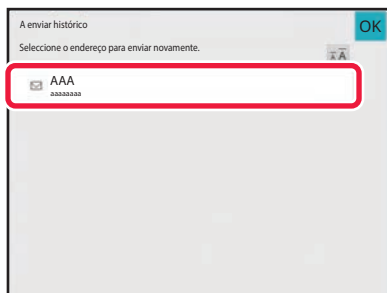 A enviar histórico
OK
Seleccione o endereço para enviar novamente.
AAA
aaaaaaaa